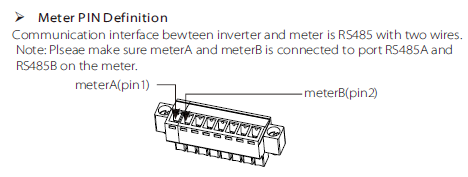 ➢ Meter PIN Definition
Communication interface bewteen inverter and meter is RS485 with two wires.
Note: Plseae make sure meterA and meterB is connected to port RS485A and
RS485B on the meter.
meterA(pin1)
meterB(pin2)